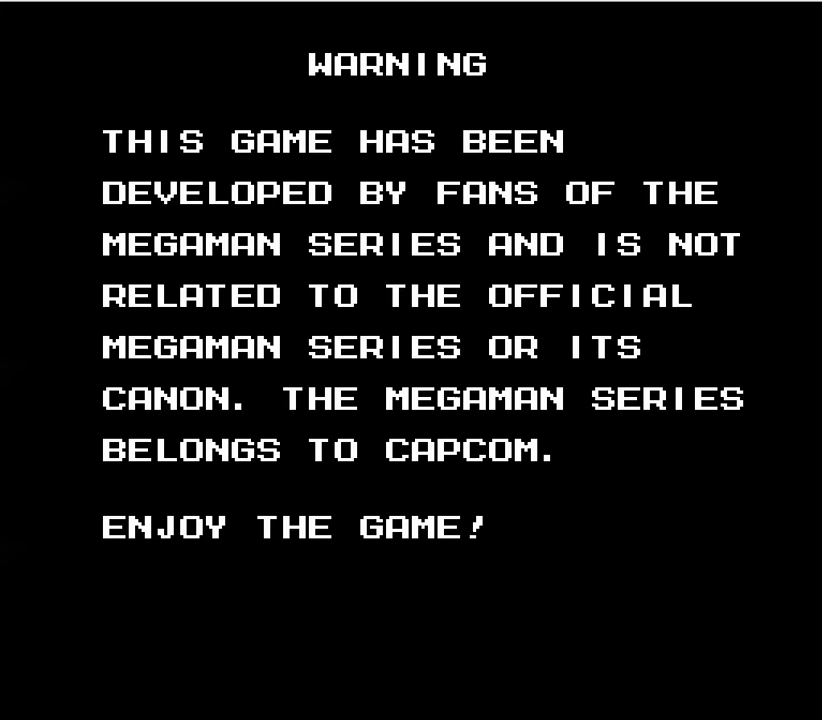 WARNING
THIS GAME HAS BEEN
DEVELOPED BY FANS OF THE
MEGAMAN SERIES AND IS NOT
RELATED TO THE OFFICIAL
MEGAMAN SERIES OR ITS
CANON. THE MEGAMAN SERIES
BELONGS TO CAPCOM.
ENJOY THE GAME!